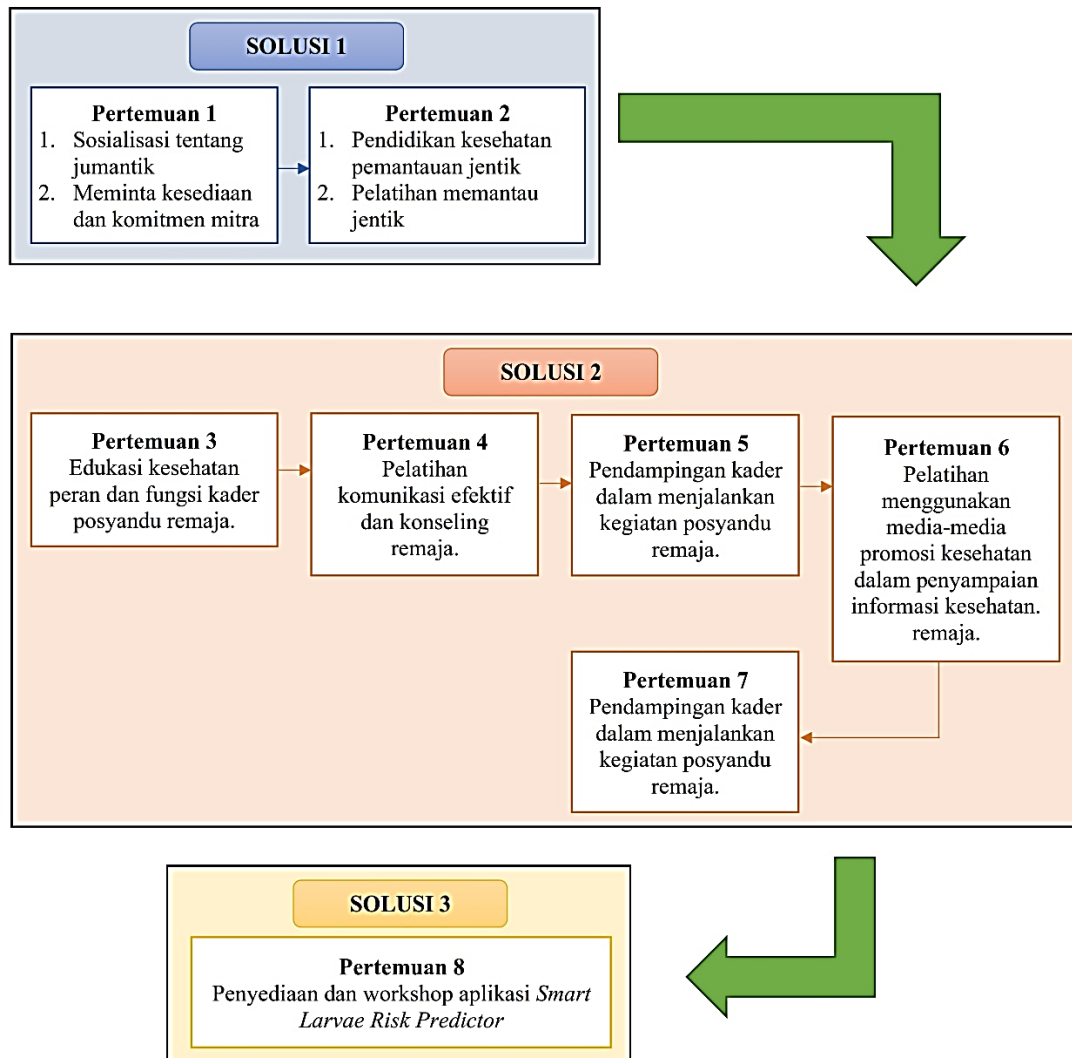 SOLUSI 1
Pertemuan 1
1. Sosialisasi tentang
jumantik
2. Meminta kesediaan
dan komitmen mitra
Pertemuan 2
1. Pendidikan kesehatan
pemantauan jentik
2. Pelatihan memantau
jentik
SOLUSI 2
Pertemuan 3
Edukasi kesehatan
peran dan fungsi kader
posyandu remaja.
Pertemuan 4
Pelatihan
komunikasi efektif
dan konseling
remaja.
Pertemuan 5
Pendampingan kader
dalam menjalankan
kegiatan posyandu
remaja.
Pertemuan 6
Pelatihan
menggunakan
media-media
promosi kesehatan
dalam penyampaian
informasi kesehatan.
remaja.
Pertemuan 7
Pendampingan kader
dalam menjalankan
kegiatan posyandu
remaja.
SOLUSI 3
Pertemuan 8
Penyediaan dan workshop aplikasi Smart
Larvae Risk Predictor